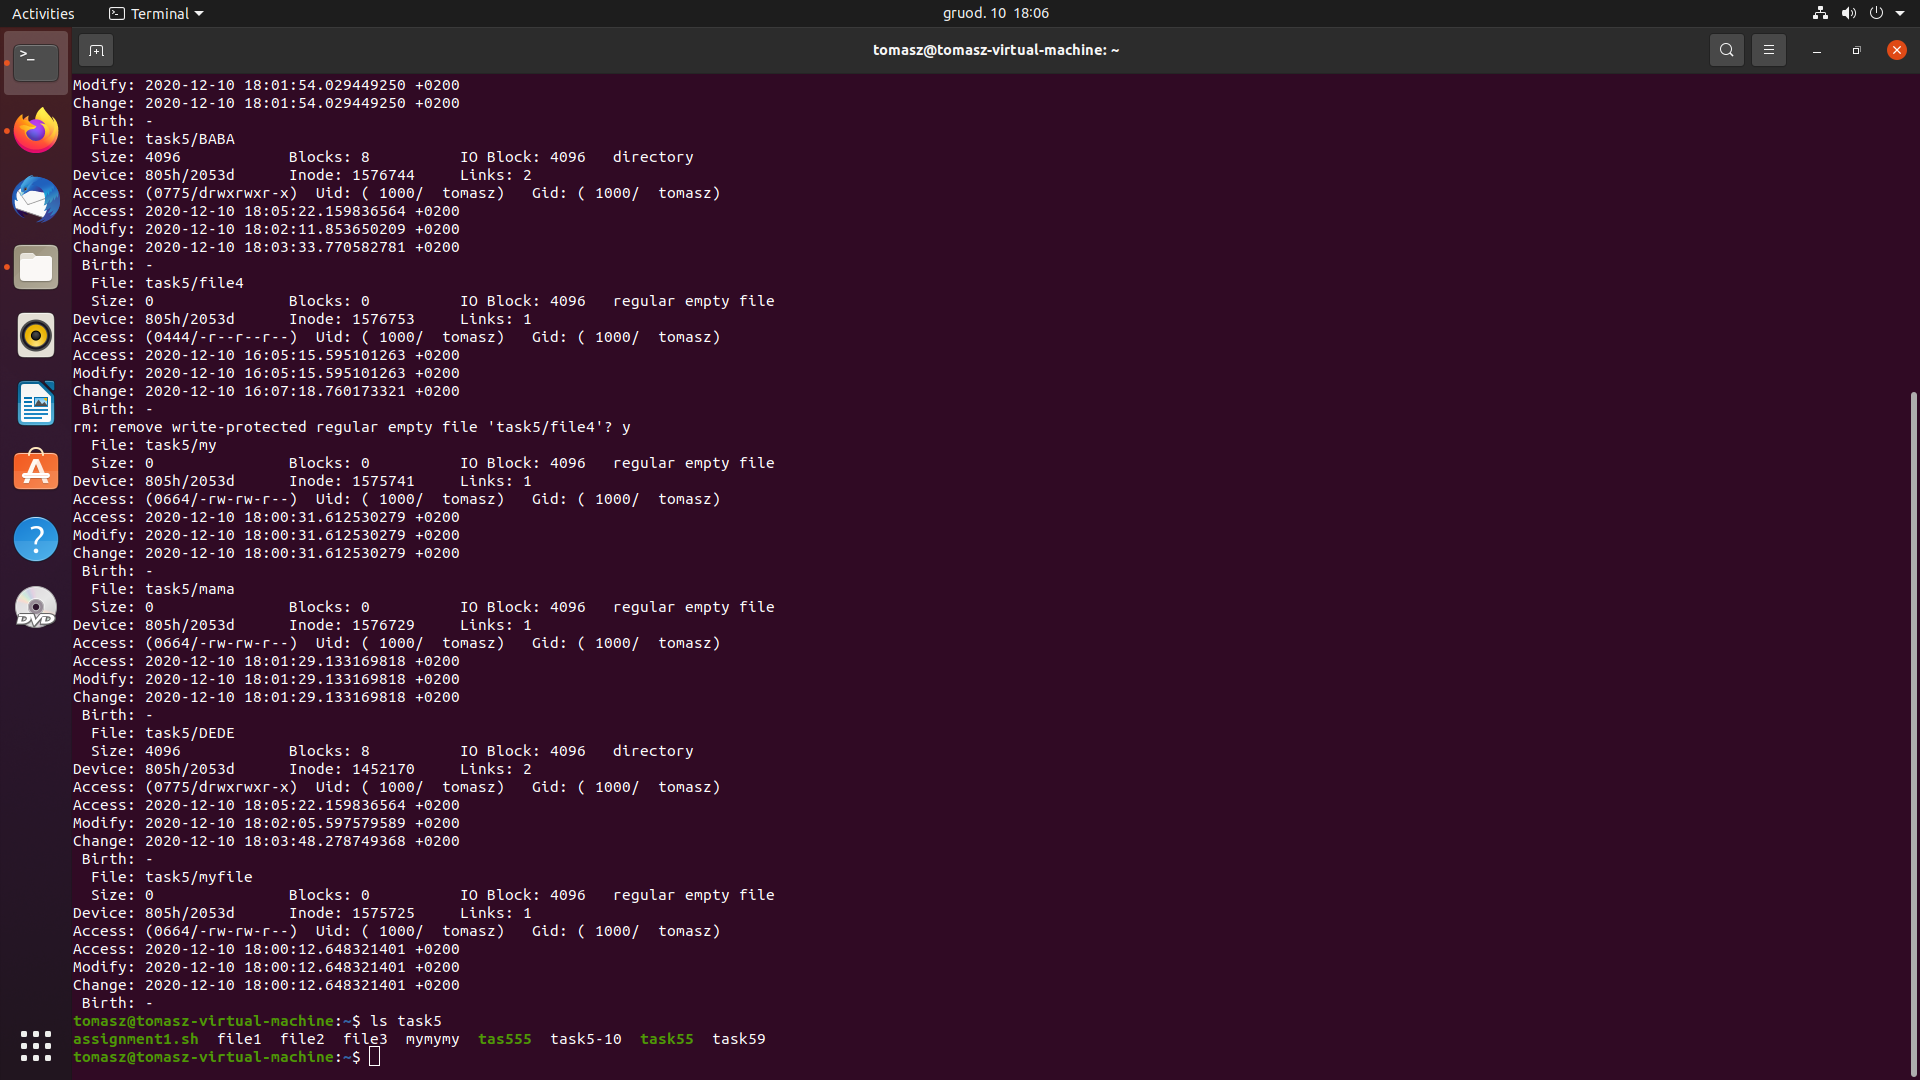 Activities Terminal gruod. 10 18:06
tomasz@tomasz-virtual-machine: ~
Modify: 2020-12-10 18:01:54.029449250 +0200
Change: 2020-12-10 18:01:54.029449250 +0200
Birth: -
File: task5/BABA
Size: 4096 Blocks: 8 IO Block: 4096 directory
Device: 805h/2053d Inode: 1576744 Links: 2
Access: (0775/drwxrwxr-x) Uid: ( 1000/ tomasz) Gid: ( 1000/ tomasz)
Access: 2020-12-10 18:05:22.159836564 +0200
Modify: 2020-12-10 18:02:11.853650209 +0200
Change: 2020-12-10 18:03:33.770582781 +0200
Birth: -
File: task5/file4
Size: 0 Blocks: 0 IO Block: 4096 regular empty file
Device: 805h/2053d Inode: 1576753 Links: 1
Access: (0444/-r--r--r--) Uid: ( 1000/ tomasz) Gid: ( 1000/ tomasz)
Access: 2020-12-10 16:05:15.595101263 +0200
Modify: 2020-12-10 16:05:15.595101263 +0200
Change: 2020-12-10 16:07:18.760173321 +0200
Birth: -
rm: remove write-protected regular empty file 'task5/file4'? y
File: task5/my
Size: 0 Blocks: 0 IO Block: 4096 regular empty file
Device: 805h/2053d Inode: 1575741 Links: 1
Access: (0664/-rw-rw-r--) Uid: ( 1000/ tomasz) Gid: ( 1000/ tomasz)
Access: 2020-12-10 18:00:31.612530279 +0200
Modify: 2020-12-10 18:00:31.612530279 +0200
Change: 2020-12-10 18:00:31.612530279 +0200
Birth: -
File: task5/mama
Size: 0 Blocks: 0 IO Block: 4096 regular empty file
Device: 805h/2053d Inode: 1576729 Links: 1
Access: (0664/-rw-rw-r--) Uid: ( 1000/ tomasz) Gid: ( 1000/ tomasz)
Access: 2020-12-10 18:01:29.133169818 +0200
Modify: 2020-12-10 18:01:29.133169818 +0200
Change: 2020-12-10 18:01:29.133169818 +0200
Birth: -
File: task5/DEDE
Size: 4096 Blocks: 8 IO Block: 4096 directory
Device: 805h/2053d Inode: 1452170 Links: 2
Access: (0775/drwxrwxr-x) Uid: ( 1000/ tomasz) Gid: ( 1000/ tomasz)
Access: 2020-12-10 18:05:22.159836564 +0200
Modify: 2020-12-10 18:02:05.597579589 +0200
Change: 2020-12-10 18:03:48.278749368 +0200
Birth: -
File: task5/myfile
Size: 0 Blocks: 0 IO Block: 4096 regular empty file
Device: 805h/2053d Inode: 1575725 Links: 1
Access: (0664/-rw-rw-r--) Uid: ( 1000/ tomasz) Gid: ( 1000/ tomasz)
Access: 2020-12-10 18:00:12.648321401 +0200
Modify: 2020-12-10 18:00:12.648321401 +0200
Change: 2020-12-10 18:00:12.648321401 +0200
Birth: -
tomasz@tomasz-virtual-machine:~$ ls task5
assignment1.sh file1 file2 file3 mymymy tas555 task5-10 task55 task59
tomasz@tomasz-virtual-machine:~$
DVD